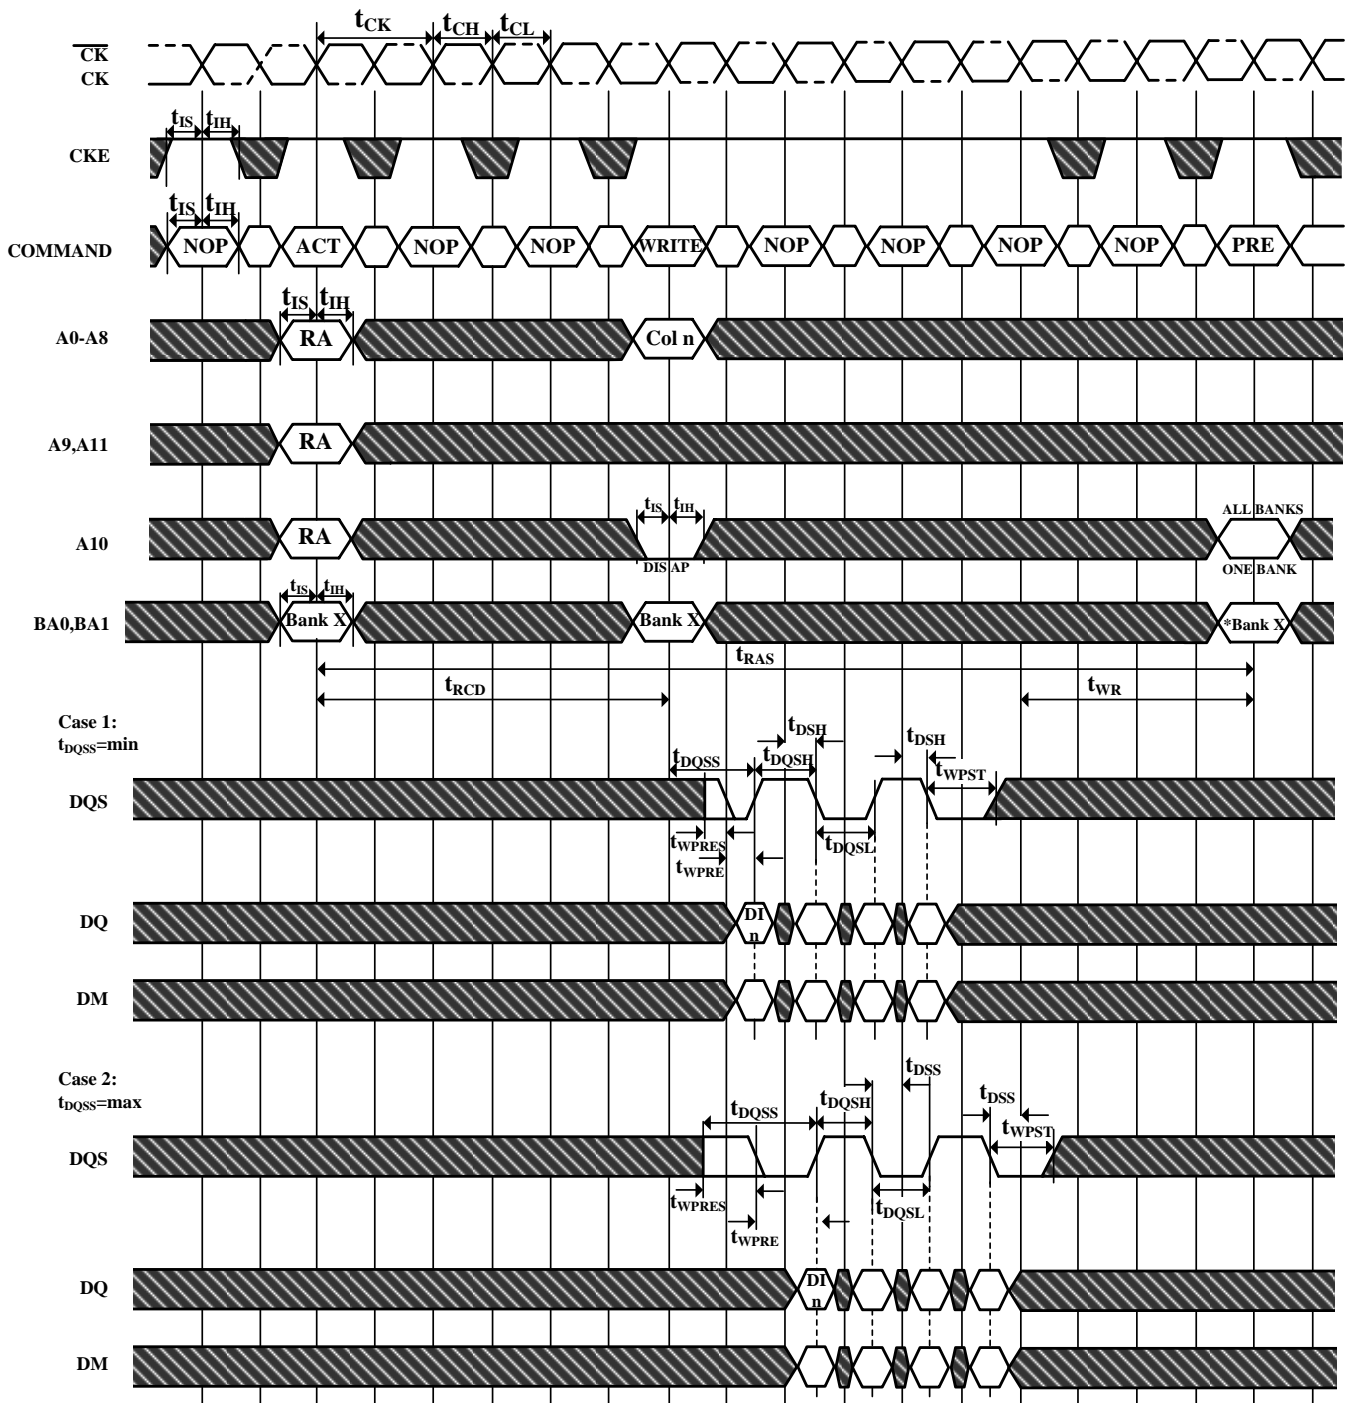 tCK tCH tCL
CK
CK
tIS tIH
CKE
tIS tIH
COMMAND NOP ACT NOP NOP WRITE NOP NOP NOP NOP PRE
tIS tIH
A0-A8 RA Col n
A9,A11 RA
tIS tIH ALL BANKS
A10 RA
DIS AP ONE BANK
tIS tIH
BA0,BA1 Bank X Bank X *Bank X
tRAS
tRCD tWR
Case 1:
tDQSS=min
tDSH tDSH
tDQSS tDQSH tWPST
DQS
tWPRES tDQSL
tWPRE
DQ DI
n
DM
Case 2:
tDQSS=max
tDSS tDSS
tDQSS tDQSH tWPST
DQS
tWPRES tDQSL
tWPRE
DQ DI
n
DM